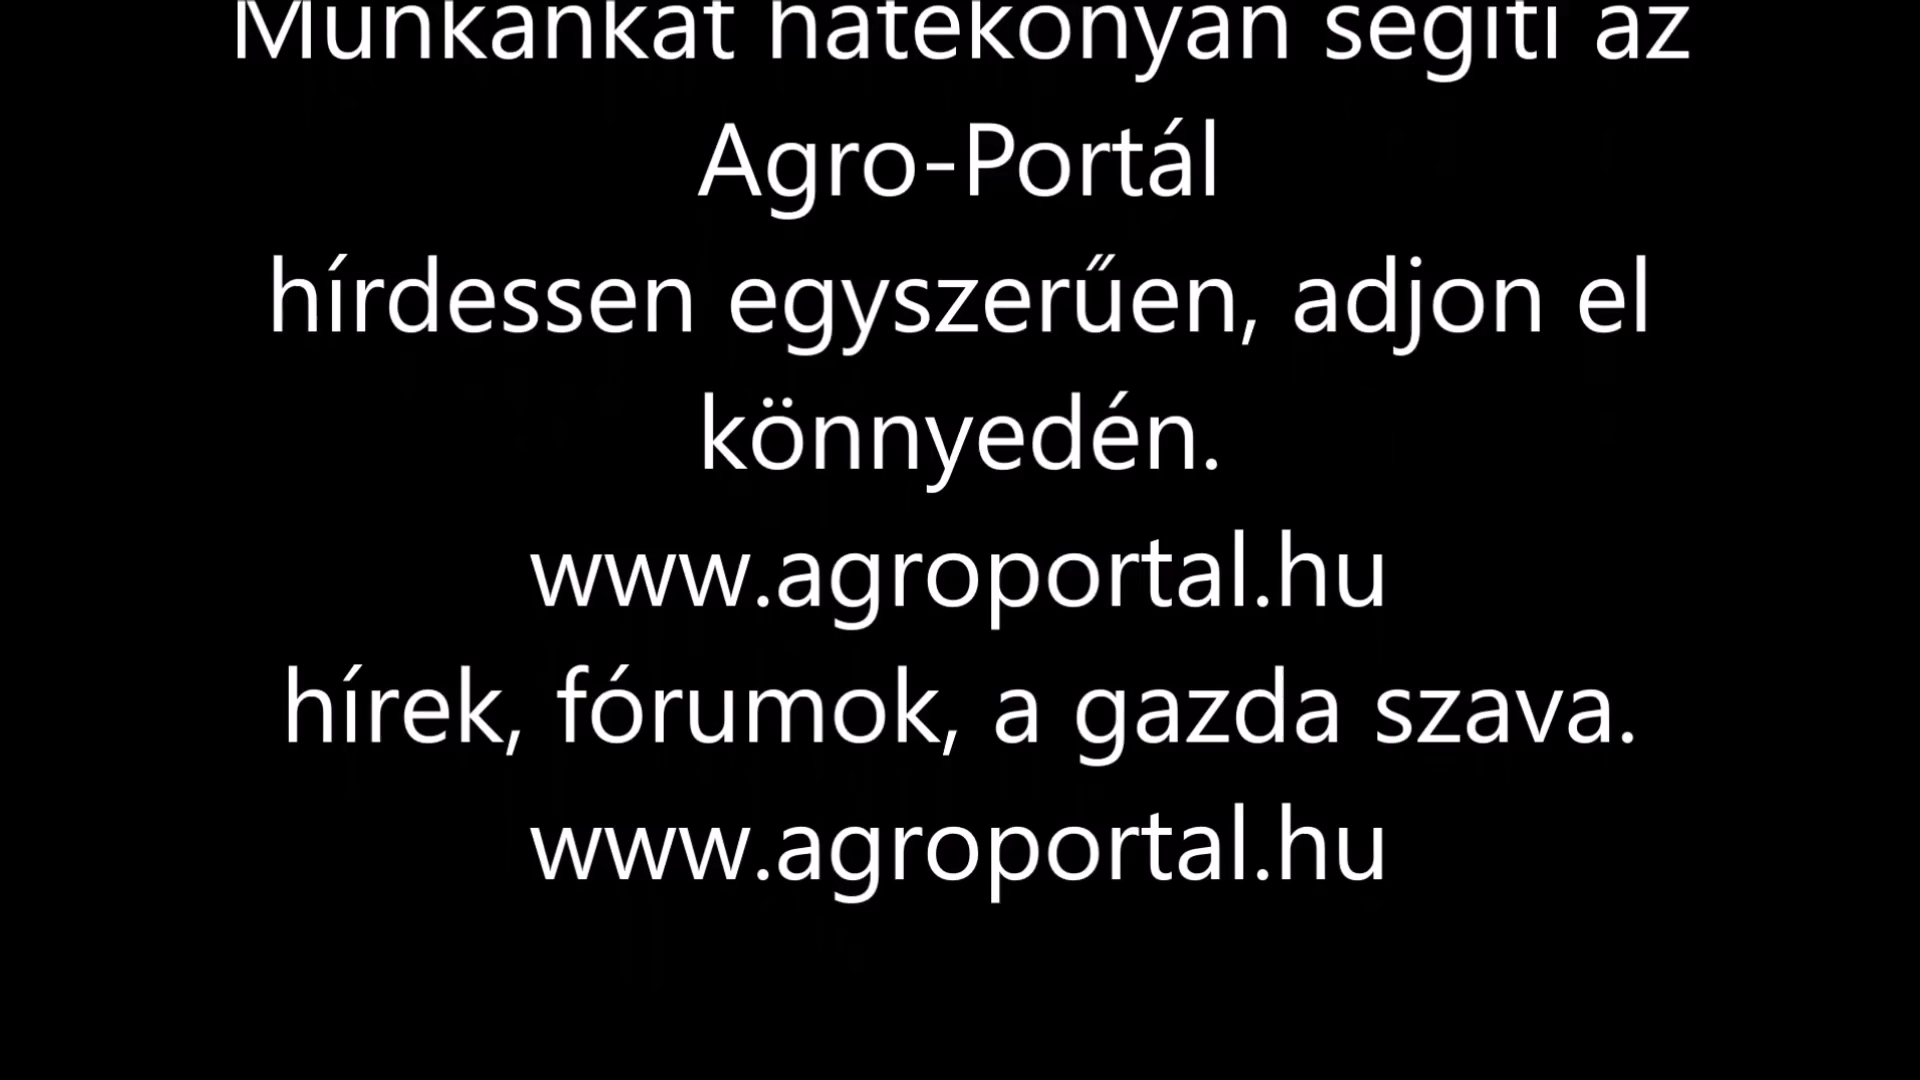 Munkánkat hatékonyan segíti az
Agro-Portál
hírdessen egyszerűen, adjon el
könnyedén.
www.agroportal.hu
hírek, fórumok, a gazda szava.
www.agroportal.hu